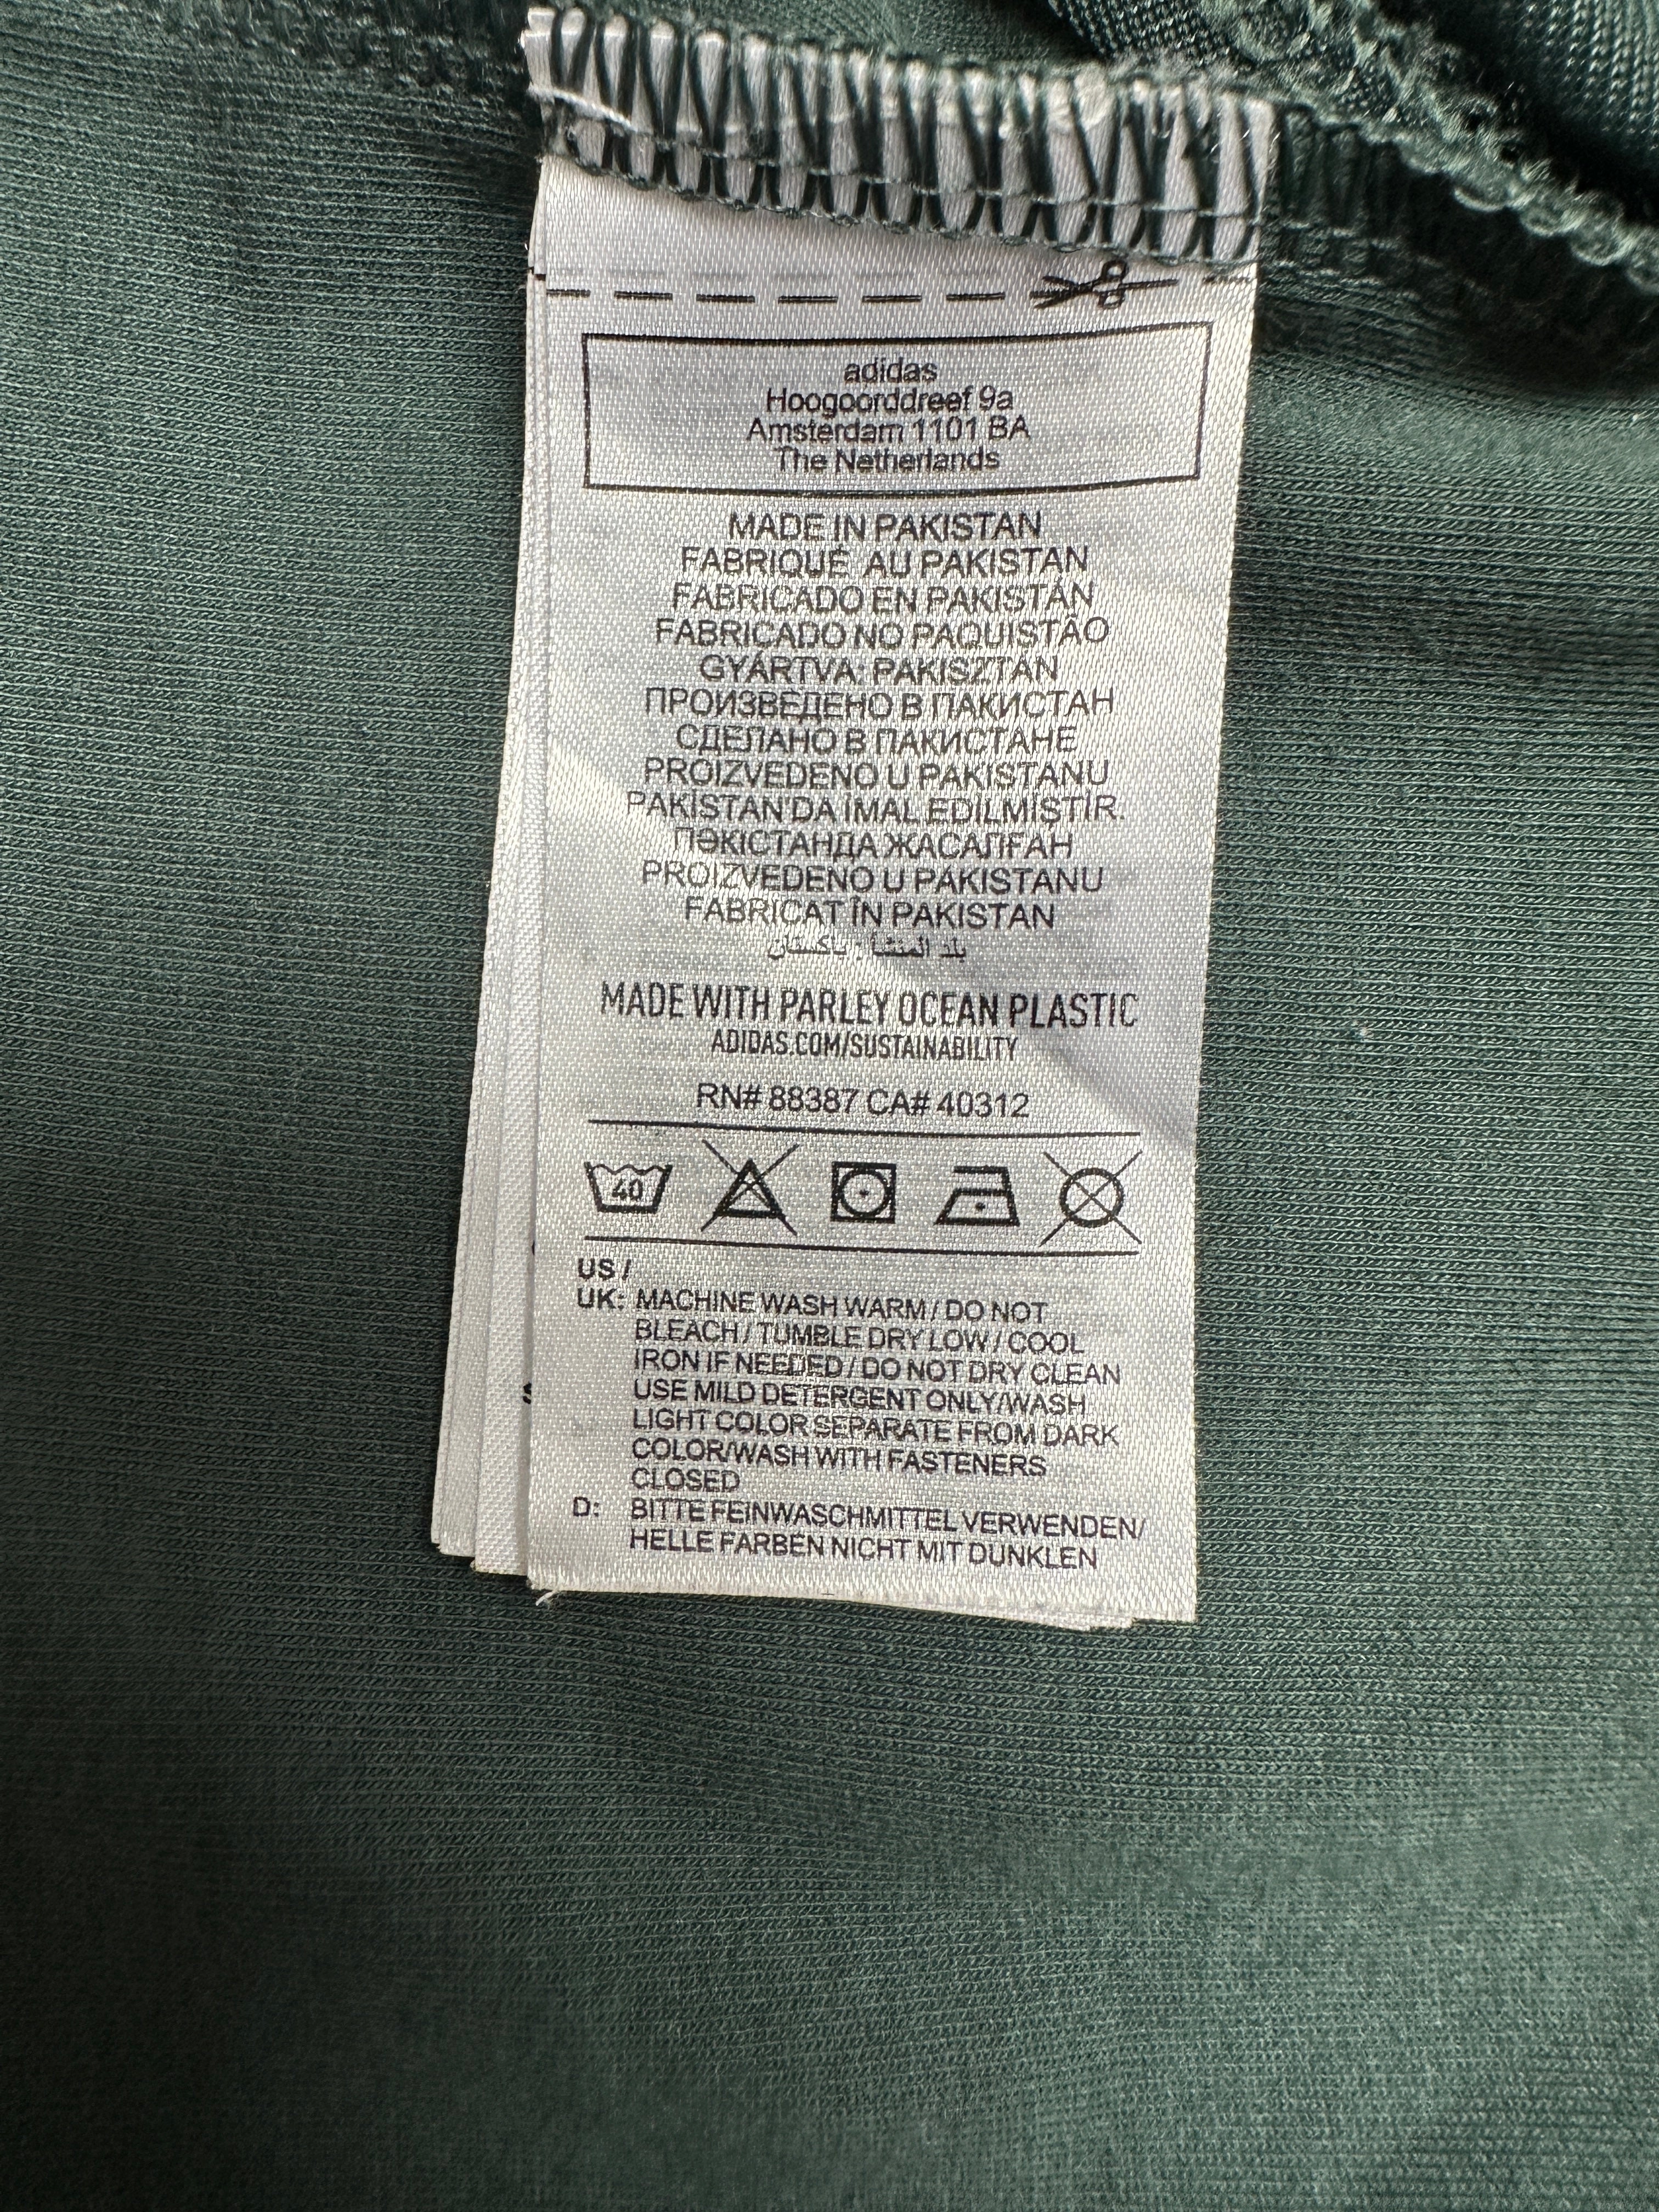 adidas
Hoogoorddreef 9a
Amsterdam 1101 BA
The Netherlands
MADE IN PAKISTAN
FABRIQUÉ AU PAKISTAN
FABRICADO EN PAKISTÁN
FABRICADO NO PAQUISTÃO
GYÁRTVA: PAKISZTÁN
ПРОИЗВЕДЕНО В ПАКИСТАН
СДЕЛАНО В ПАКИСТАНЕ
PROIZVEDENO U PAKISTANU
PAKİSTAN'DA İMAL EDİLMİŞTİR.
ПӘКІСТАНДА ЖАСАЛҒАН
PROIZVEDENO U PAKISTANU
FABRICAT ÎN PAKISTAN
بلد المنشأ : باكستان
MADE WITH PARLEY OCEAN PLASTIC
ADIDAS.COM/SUSTAINABILITY
RN# 88387 CA# 40312
40
US /
UK: MACHINE WASH WARM / DO NOT
BLEACH / TUMBLE DRY LOW / COOL
IRON IF NEEDED / DO NOT DRY CLEAN
USE MILD DETERGENT ONLY/WASH
LIGHT COLOR SEPARATE FROM DARK
COLOR/WASH WITH FASTENERS
CLOSED
D: BITTE FEINWASCHMITTEL VERWENDEN/
HELLE FARBEN NICHT MIT DUNKLEN